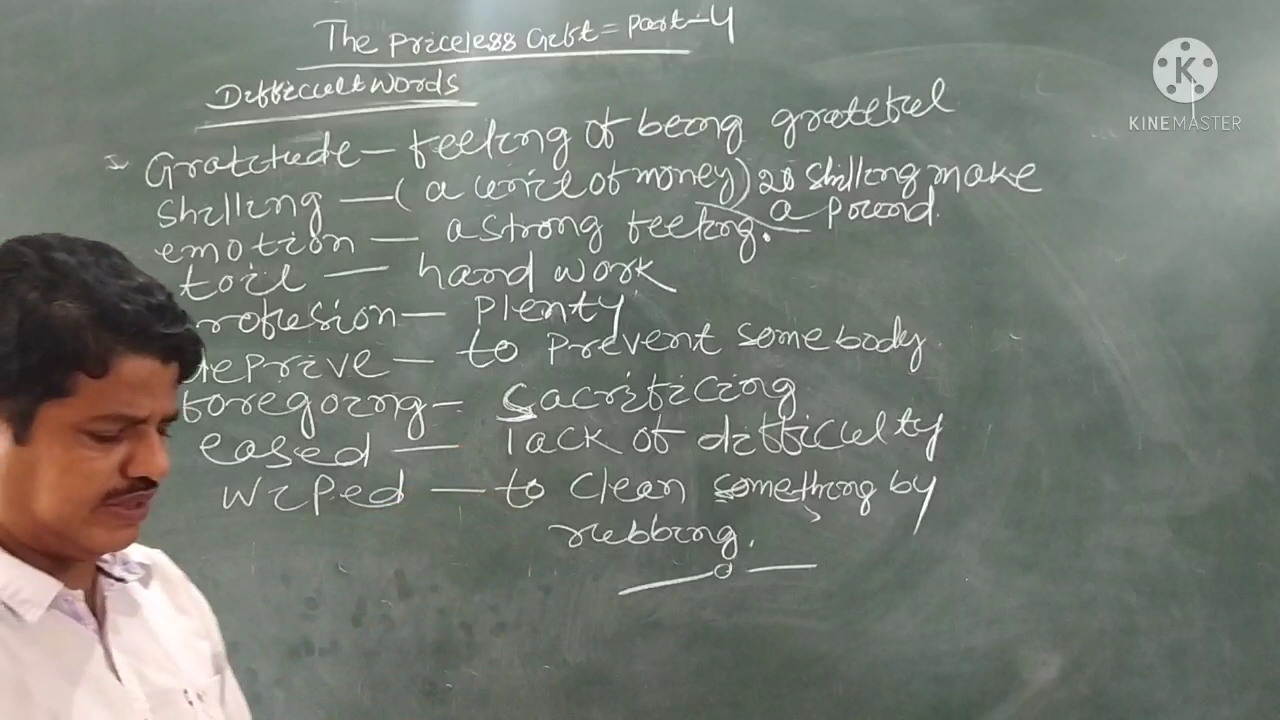 The Priceless Gift = Part-4
Difficult Words
Gratitude - feeling of being grateful
Shilling - (a unit of money) 20 Shilling make
a Pound.
emotion - a strong feeling.
toil - hard work
rofusion - Plenty
deprive - to Prevent somebody
foregoing - Sacrificing
eased - lack of difficulty
Wiped - to Clean something by
rubbing.
KINEMASTER